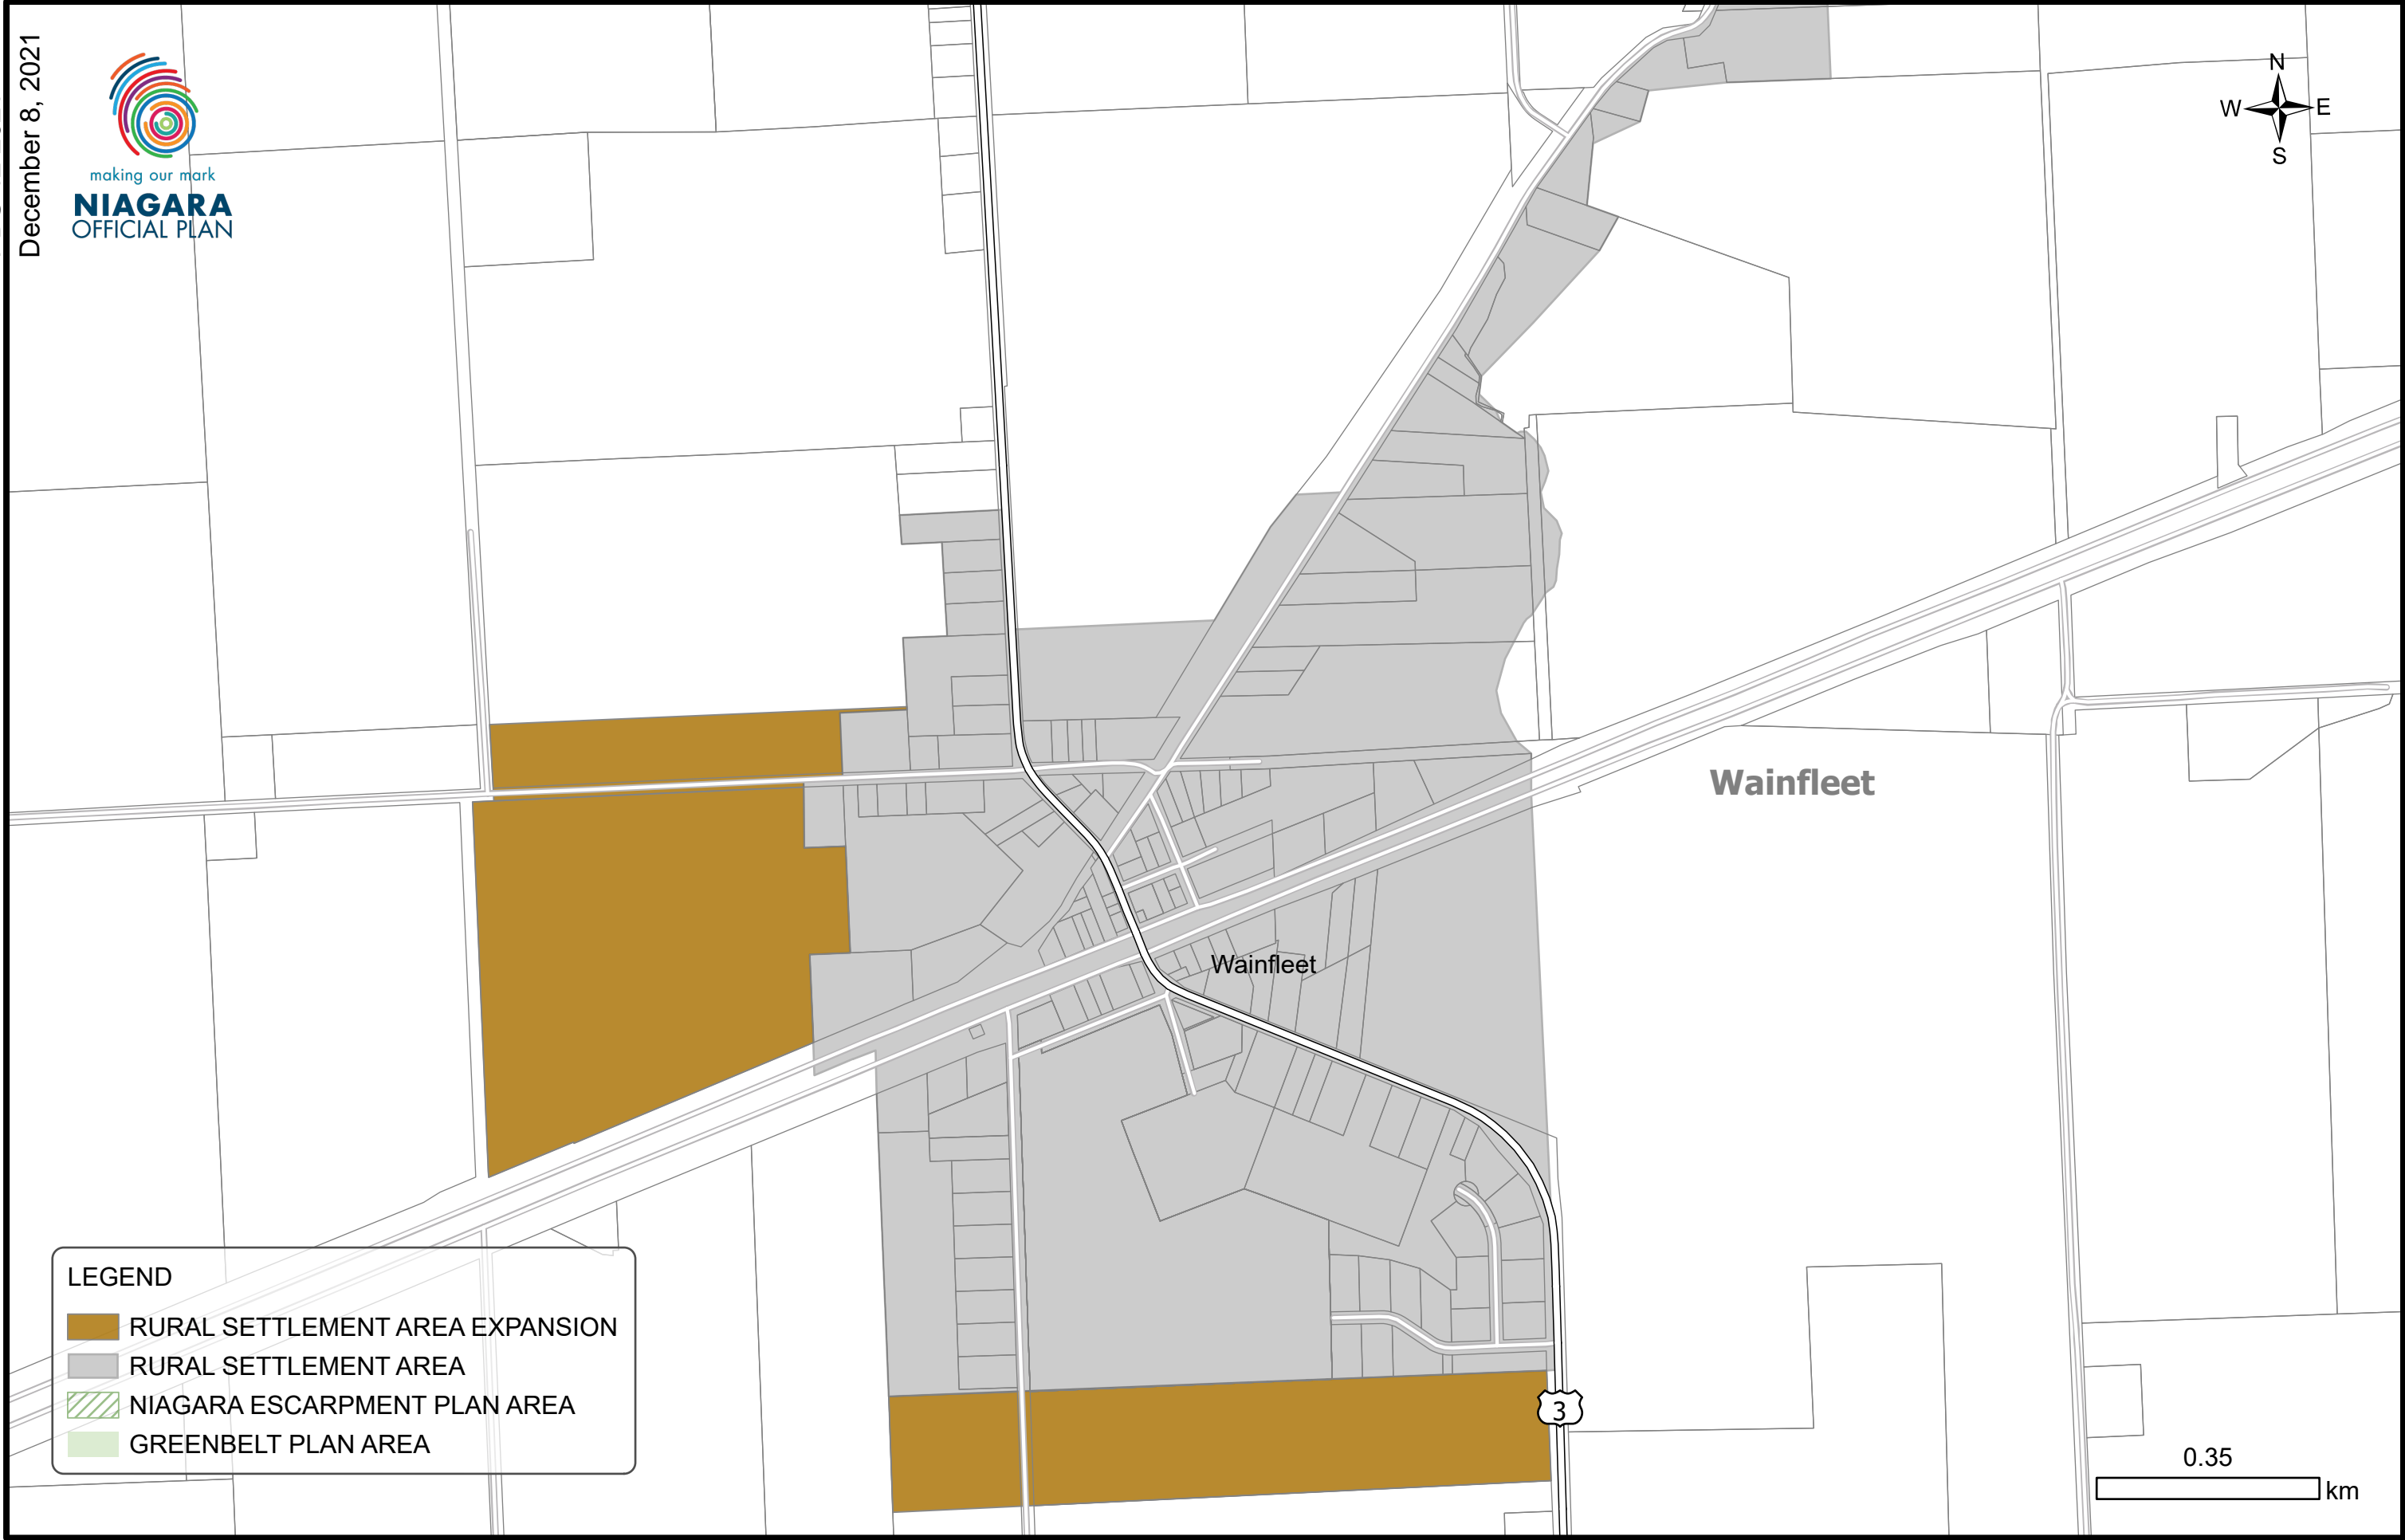 December 8, 2021
making our mark
NIAGARA
OFFICIAL PLAN
N
W E
S
Wainfleet
Wainfleet
LEGEND
RURAL SETTLEMENT AREA EXPANSION
RURAL SETTLEMENT AREA
NIAGARA ESCARPMENT PLAN AREA
GREENBELT PLAN AREA
3
0.35
km